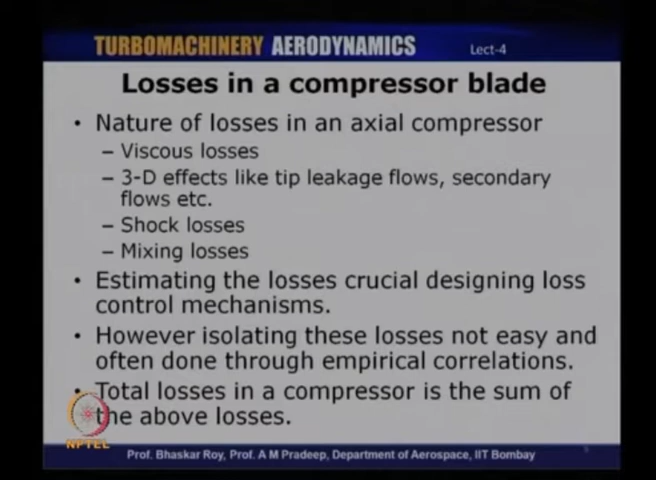 TURBOMACHINERY AERODYNAMICS Lect-4
Losses in a compressor blade
• Nature of losses in an axial compressor
– Viscous losses
– 3-D effects like tip leakage flows, secondary
flows etc.
– Shock losses
– Mixing losses
• Estimating the losses crucial designing loss
control mechanisms.
• However isolating these losses not easy and
often done through empirical correlations.
• Total losses in a compressor is the sum of
the above losses.
NPTEL
Prof. Bhaskar Roy, Prof. A M Pradeep, Department of Aerospace, IIT Bombay